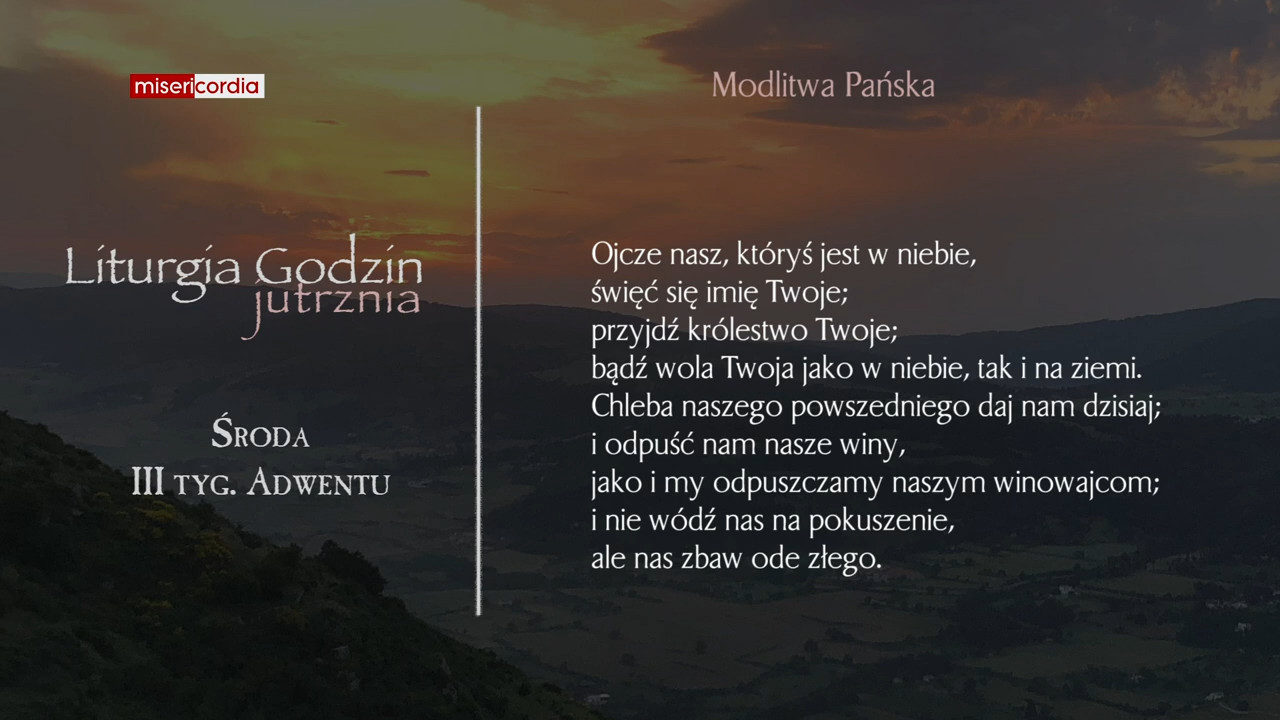 misericordia
Liturgia Godzin
jutrznia
Środa
III tyg. Adwentu
Modlitwa Pańska
Ojcze nasz, któryś jest w niebie,
święć się imię Twoje;
przyjdź królestwo Twoje;
bądź wola Twoja jako w niebie, tak i na ziemi.
Chleba naszego powszedniego daj nam dzisiaj;
i odpuść nam nasze winy,
jako i my odpuszczamy naszym winowajcom;
i nie wódź nas na pokuszenie,
ale nas zbaw ode złego.